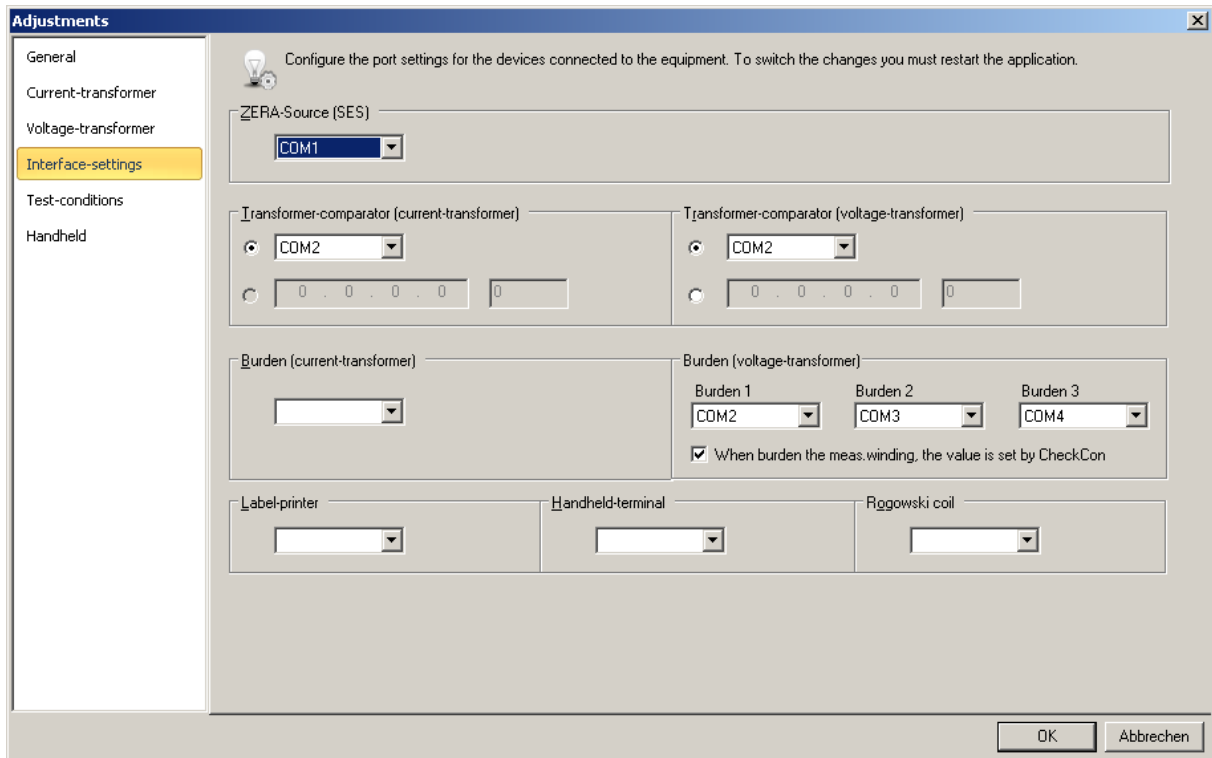 Adjustments
General
Current-transformer
Voltage-transformer
Interface-settings
Test-conditions
Handheld
Configure the port settings for the devices connected to the equipment. To switch the changes you must restart the application.
ZERA-Source (SES)
COM1
Transformer-comparator (current-transformer)
COM2
0 . 0 . 0 . 0 0
Transformer-comparator (voltage-transformer)
COM2
0 . 0 . 0 . 0 0
Burden (current-transformer)
Burden (voltage-transformer)
Burden 1 Burden 2 Burden 3
COM2 COM3 COM4
When burden the meas.winding, the value is set by CheckCon
Label-printer
Handheld-terminal
Rogowski coil
OK Abbrechen